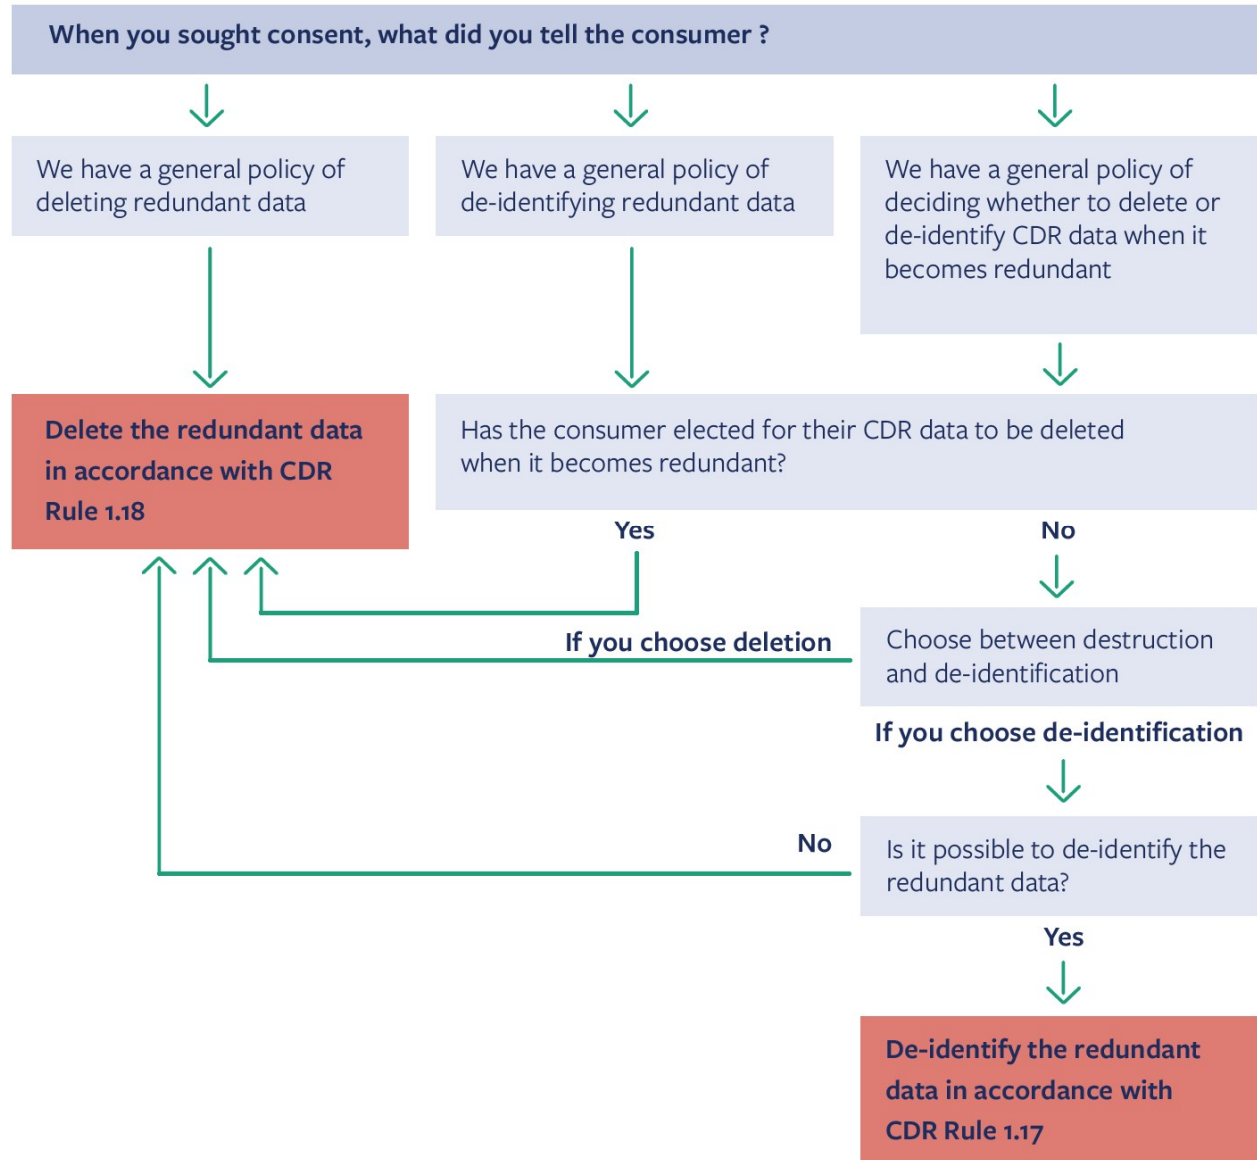 When you sought consent, what did you tell the consumer ?
We have a general policy of
deleting redundant data
We have a general policy of
de-identifying redundant data
We have a general policy of
deciding whether to delete or
de-identify CDR data when it
becomes redundant
Delete the redundant data
in accordance with CDR
Rule 1.18
Has the consumer elected for their CDR data to be deleted
when it becomes redundant?
Yes
No
If you choose deletion
Choose between destruction
and de-identification
If you choose de-identification
No
Is it possible to de-identify the
redundant data?
Yes
De-identify the redundant
data in accordance with
CDR Rule 1.17